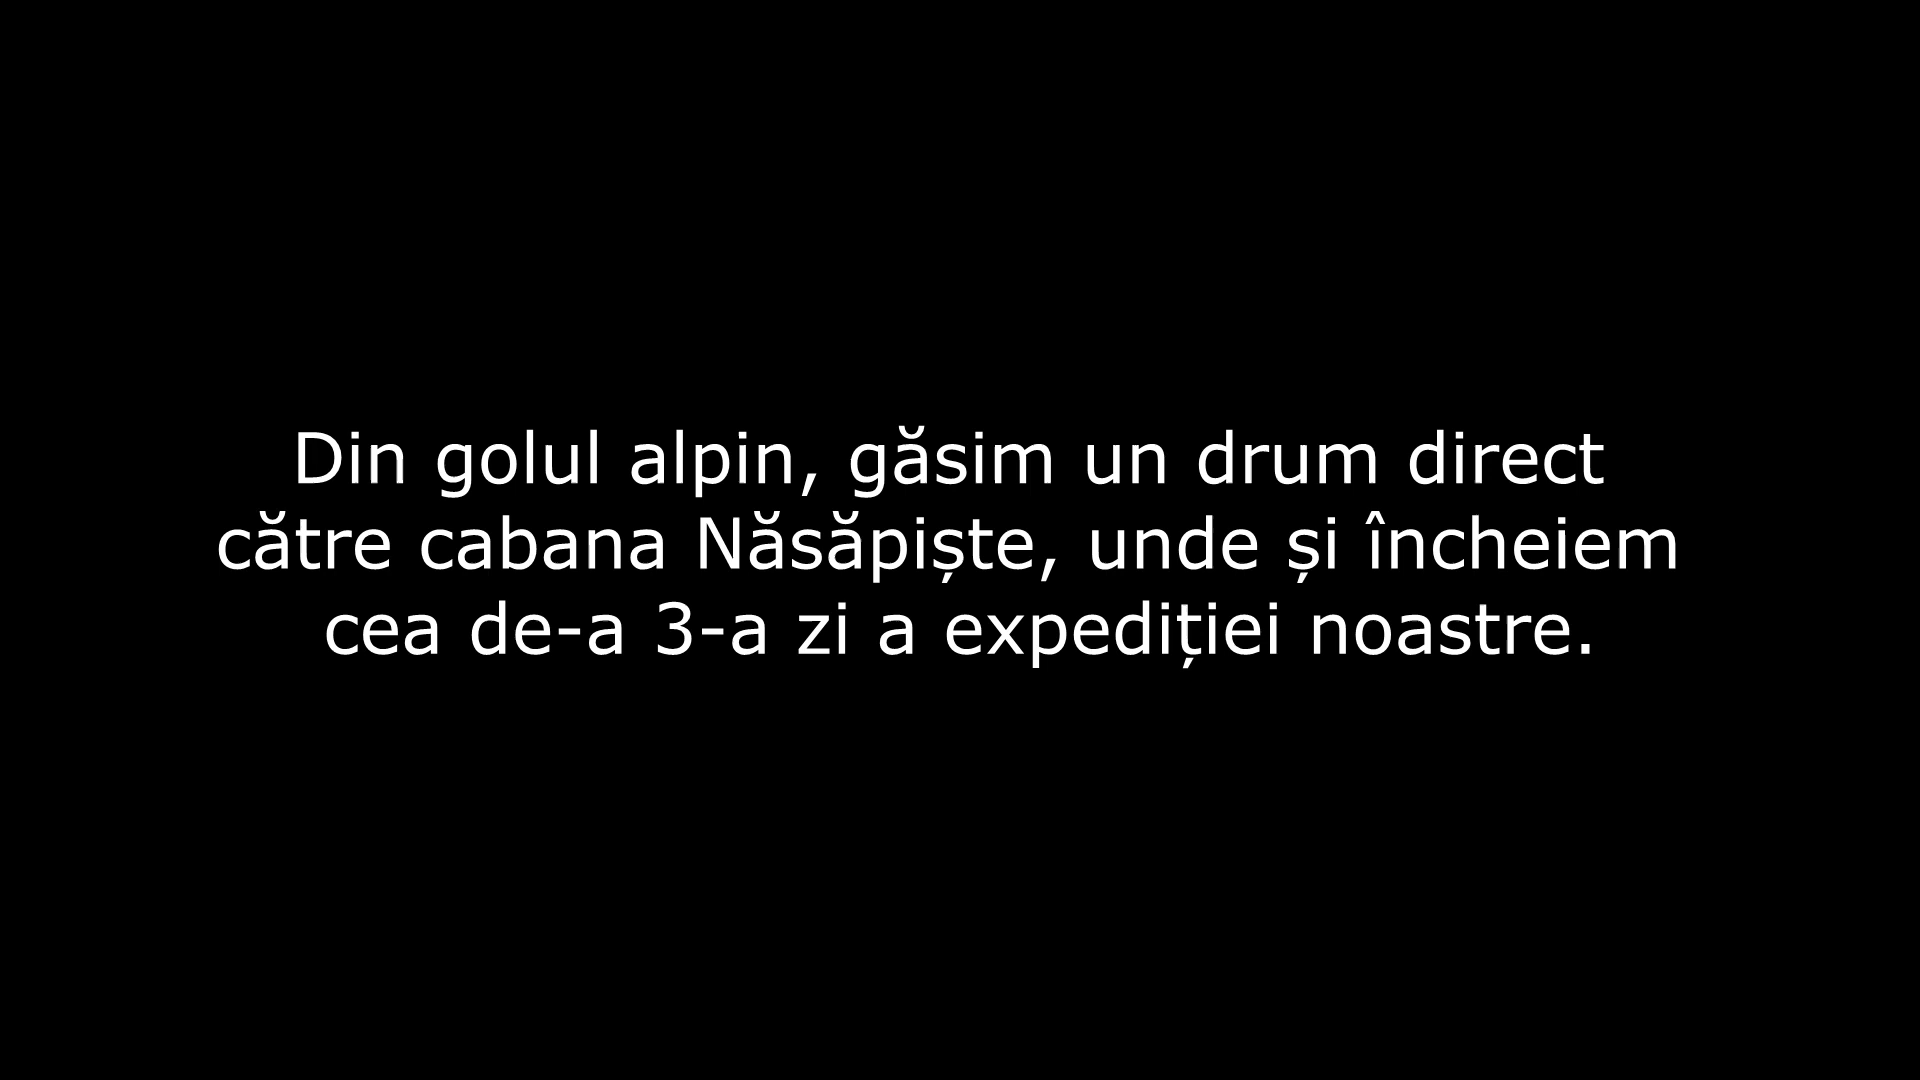 Din golul alpin, găsim un drum direct
către cabana Năsăpiște, unde și încheiem
cea de-a 3-a zi a expediției noastre.